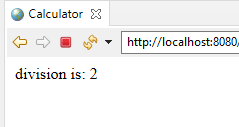 Calculator
http://localhost:8080/
division is: 2